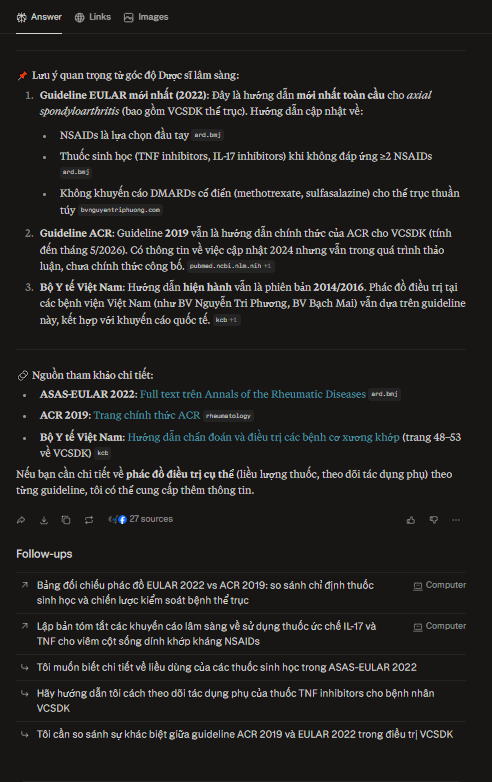 Answer
Links
Images
📌 Lưu ý quan trọng từ góc độ Dược sĩ lâm sàng:
1. Guideline EULAR mới nhất (2022): Đây là hướng dẫn mới nhất toàn cầu cho axial
spondyloarthritis (bao gồm VCSDK thể trục). Hướng dẫn cập nhật về:
• NSAIDs là lựa chọn đầu tay ard.bmj
• Thuốc sinh học (TNF inhibitors, IL-17 inhibitors) khi không đáp ứng ≥2 NSAIDs
ard.bmj
• Không khuyến cáo DMARDs cổ điển (methotrexate, sulfasalazine) cho thể trục thuần
túy bvnguyentriphuong.com
2. Guideline ACR: Guideline 2019 vẫn là hướng dẫn chính thức của ACR cho VCSDK (tính
đến tháng 5/2026). Có thông tin về việc cập nhật 2024 nhưng vẫn trong quá trình thảo
luận, chưa chính thức công bố. pubmed.ncbi.nlm.nih +1
3. Bộ Y tế Việt Nam: Hướng dẫn hiện hành vẫn là phiên bản 2014/2016. Phác đồ điều trị tại
các bệnh viện Việt Nam (như BV Nguyễn Tri Phương, BV Bạch Mai) vẫn dựa trên guideline
này, kết hợp với khuyến cáo quốc tế. kcb +1
🔗 Nguồn tham khảo chi tiết:
• ASAS-EULAR 2022: Full text trên Annals of the Rheumatic Diseases ard.bmj
• ACR 2019: Trang chính thức ACR rheumatology
• Bộ Y tế Việt Nam: Hướng dẫn chẩn đoán và điều trị các bệnh cơ xương khớp (trang 48–53
về VCSDK) kcb
Nếu bạn cần chi tiết về phác đồ điều trị cụ thể (liều lượng thuốc, theo dõi tác dụng phụ) theo
từng guideline, tôi có thể cung cấp thêm thông tin.
27 sources
Follow-ups
Bảng đối chiếu phác đồ EULAR 2022 vs ACR 2019: so sánh chỉ định thuốc
sinh học và chiến lược kiểm soát bệnh thể trục
Computer
Lập bản tóm tắt các khuyến cáo lâm sàng về sử dụng thuốc ức chế IL-17 và
TNF cho viêm cột sống dính khớp kháng NSAIDs
Computer
Tôi muốn biết chi tiết về liều dùng của các thuốc sinh học trong ASAS-EULAR 2022
Hãy hướng dẫn tôi cách theo dõi tác dụng phụ của thuốc TNF inhibitors cho bệnh nhân
VCSDK
Tôi cần so sánh sự khác biệt giữa guideline ACR 2019 và EULAR 2022 trong điều trị VCSDK